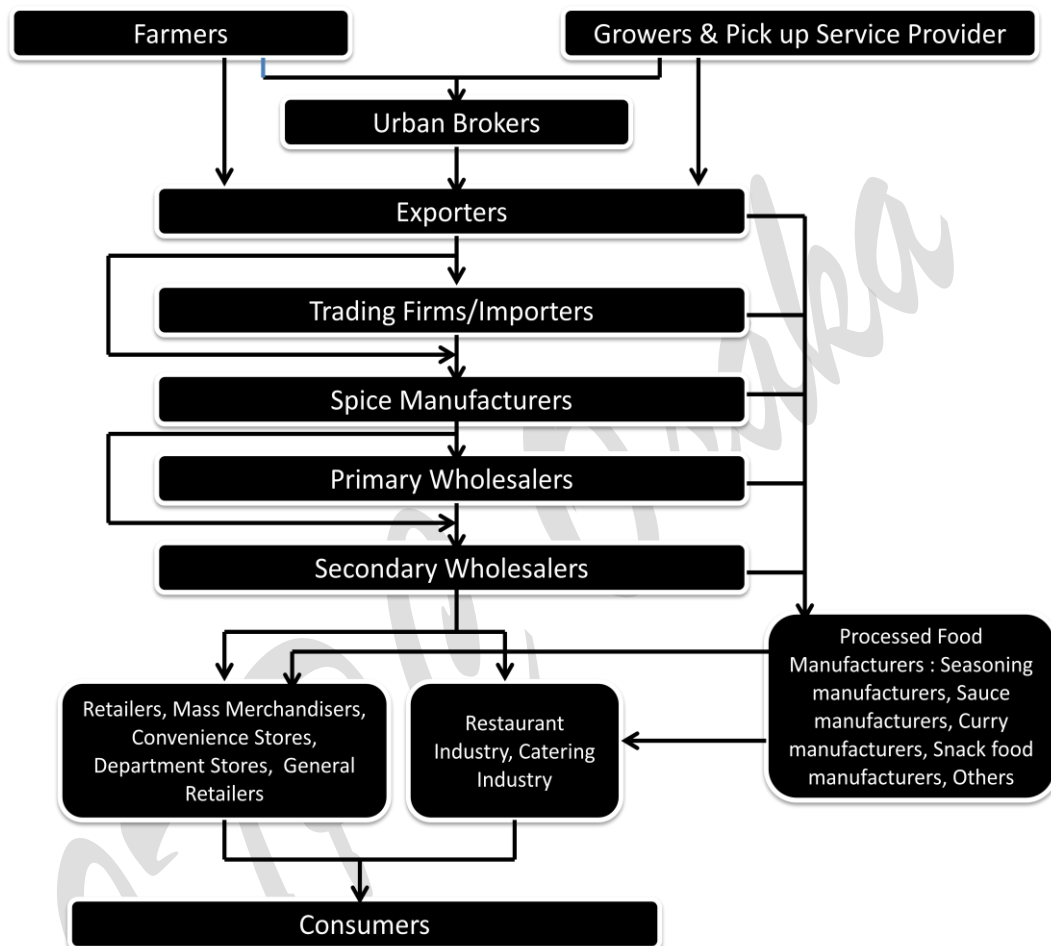 Farmers
Growers & Pick up Service Provider
Urban Brokers
Exporters
Trading Firms/Importers
Spice Manufacturers
Primary Wholesalers
Secondary Wholesalers
Processed Food
Manufacturers : Seasoning
manufacturers, Sauce
manufacturers, Curry
manufacturers, Snack food
manufacturers, Others
Retailers, Mass Merchandisers,
Convenience Stores,
Department Stores, General
Retailers
Restaurant
Industry, Catering
Industry
Consumers